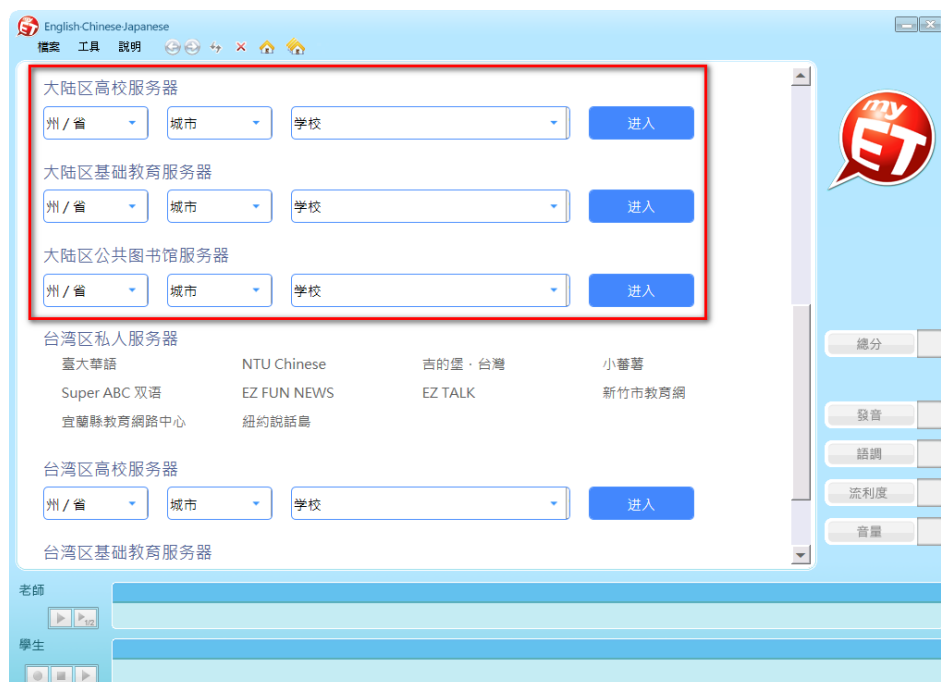 English-Chinese-Japanese
檔案 工具 說明
大陆区高校服务器
州 / 省 城市 学校 进入
大陆区基础教育服务器
州 / 省 城市 学校 进入
大陆区公共图书馆服务器
州 / 省 城市 学校 进入
台湾区私人服务器
臺大華語 NTU Chinese 吉的堡 · 台灣 小蕃薯
Super ABC 双语 EZ FUN NEWS EZ TALK 新竹市教育網
宜蘭縣教育網路中心 紐約說話島
台湾区高校服务器
州 / 省 城市 学校 进入
台湾区基础教育服务器
my
ET
總分
發音
語調
流利度
音量
老師
1/2
學生